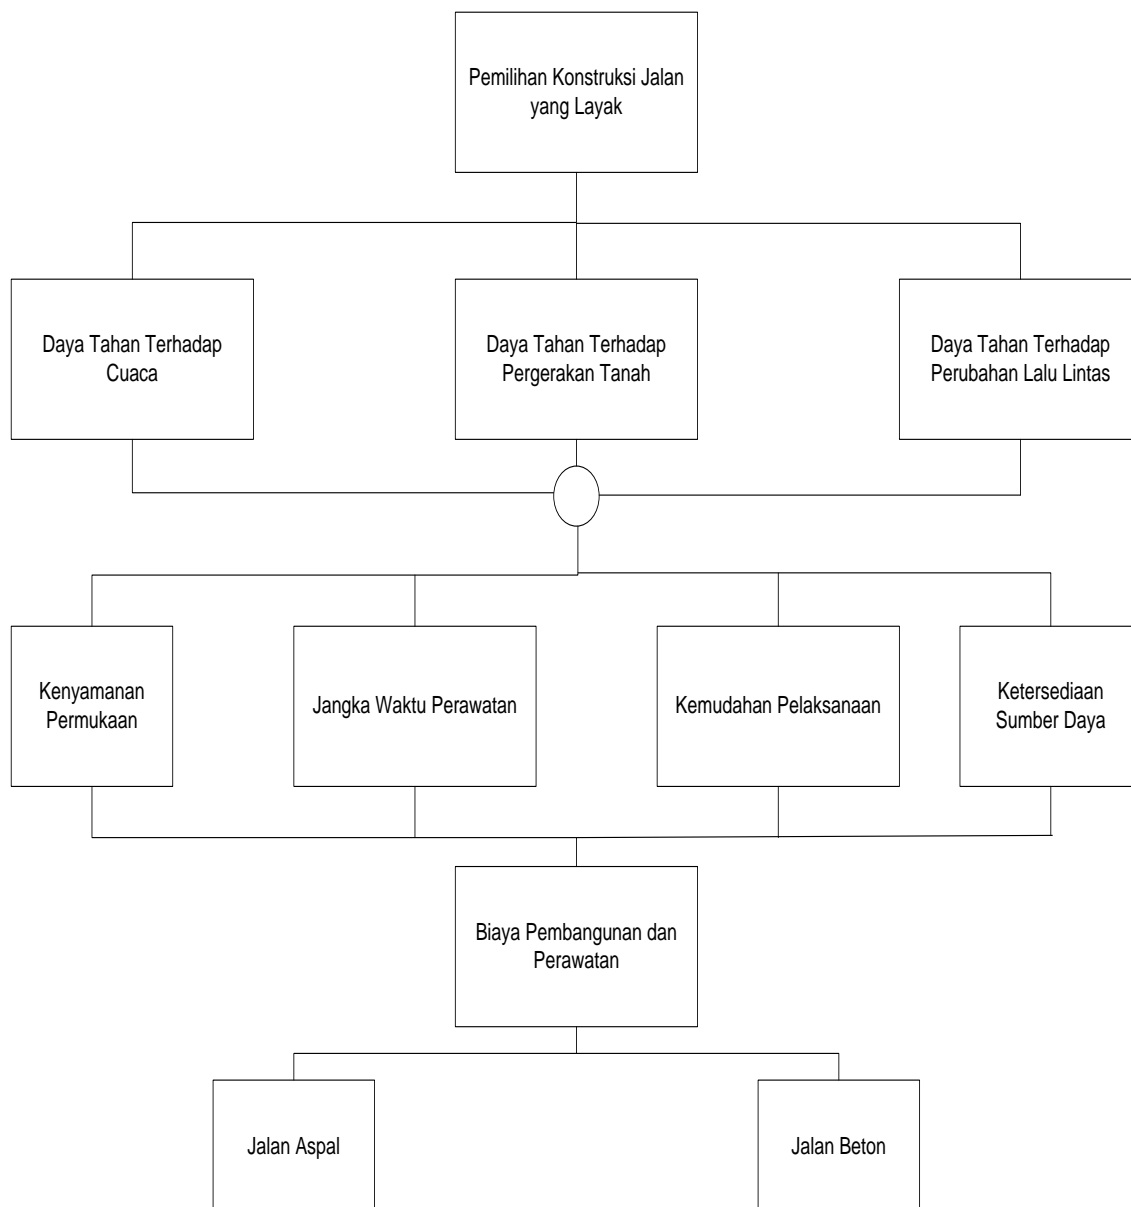 Pemilihan Konstruksi Jalan
yang Layak
Daya Tahan Terhadap
Cuaca
Daya Tahan Terhadap
Pergerakan Tanah
Daya Tahan Terhadap
Perubahan Lalu Lintas
Kenyamanan
Permukaan
Jangka Waktu Perawatan
Kemudahan Pelaksanaan
Ketersediaan
Sumber Daya
Biaya Pembangunan dan
Perawatan
Jalan Aspal
Jalan Beton